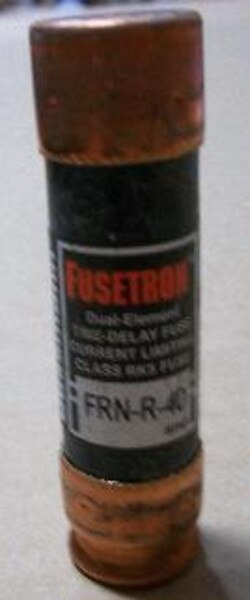 FUSETRON
Dual-Element
TIME-DELAY FUSE
CURRENT LIMITING
CLASS RK5 FUSE
FRN-R-40